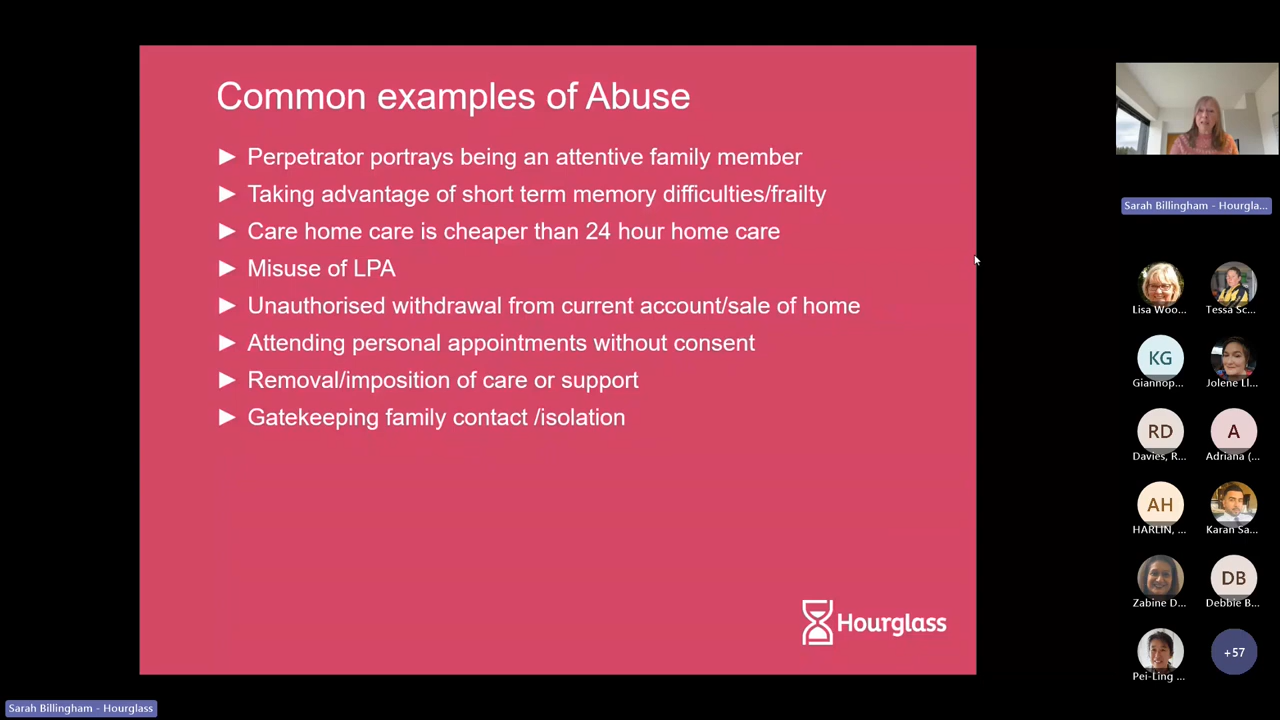 Common examples of Abuse
► Perpetrator portrays being an attentive family member
► Taking advantage of short term memory difficulties/frailty
► Care home care is cheaper than 24 hour home care
► Misuse of LPA
► Unauthorised withdrawal from current account/sale of home
► Attending personal appointments without consent
► Removal/imposition of care or support
► Gatekeeping family contact /isolation
Hourglass
Sarah Billingham - Hourgla...
Lisa Woo...
Tessa Sc...
KG
Giannop...
Jolene Ll...
RD
Davies, R...
A
Adriana (...
AH
HARLIN, ...
Karan Sa...
Zabine D...
DB
Debbie B...
Pei-Ling ...
+57
Sarah Billingham - Hourglass